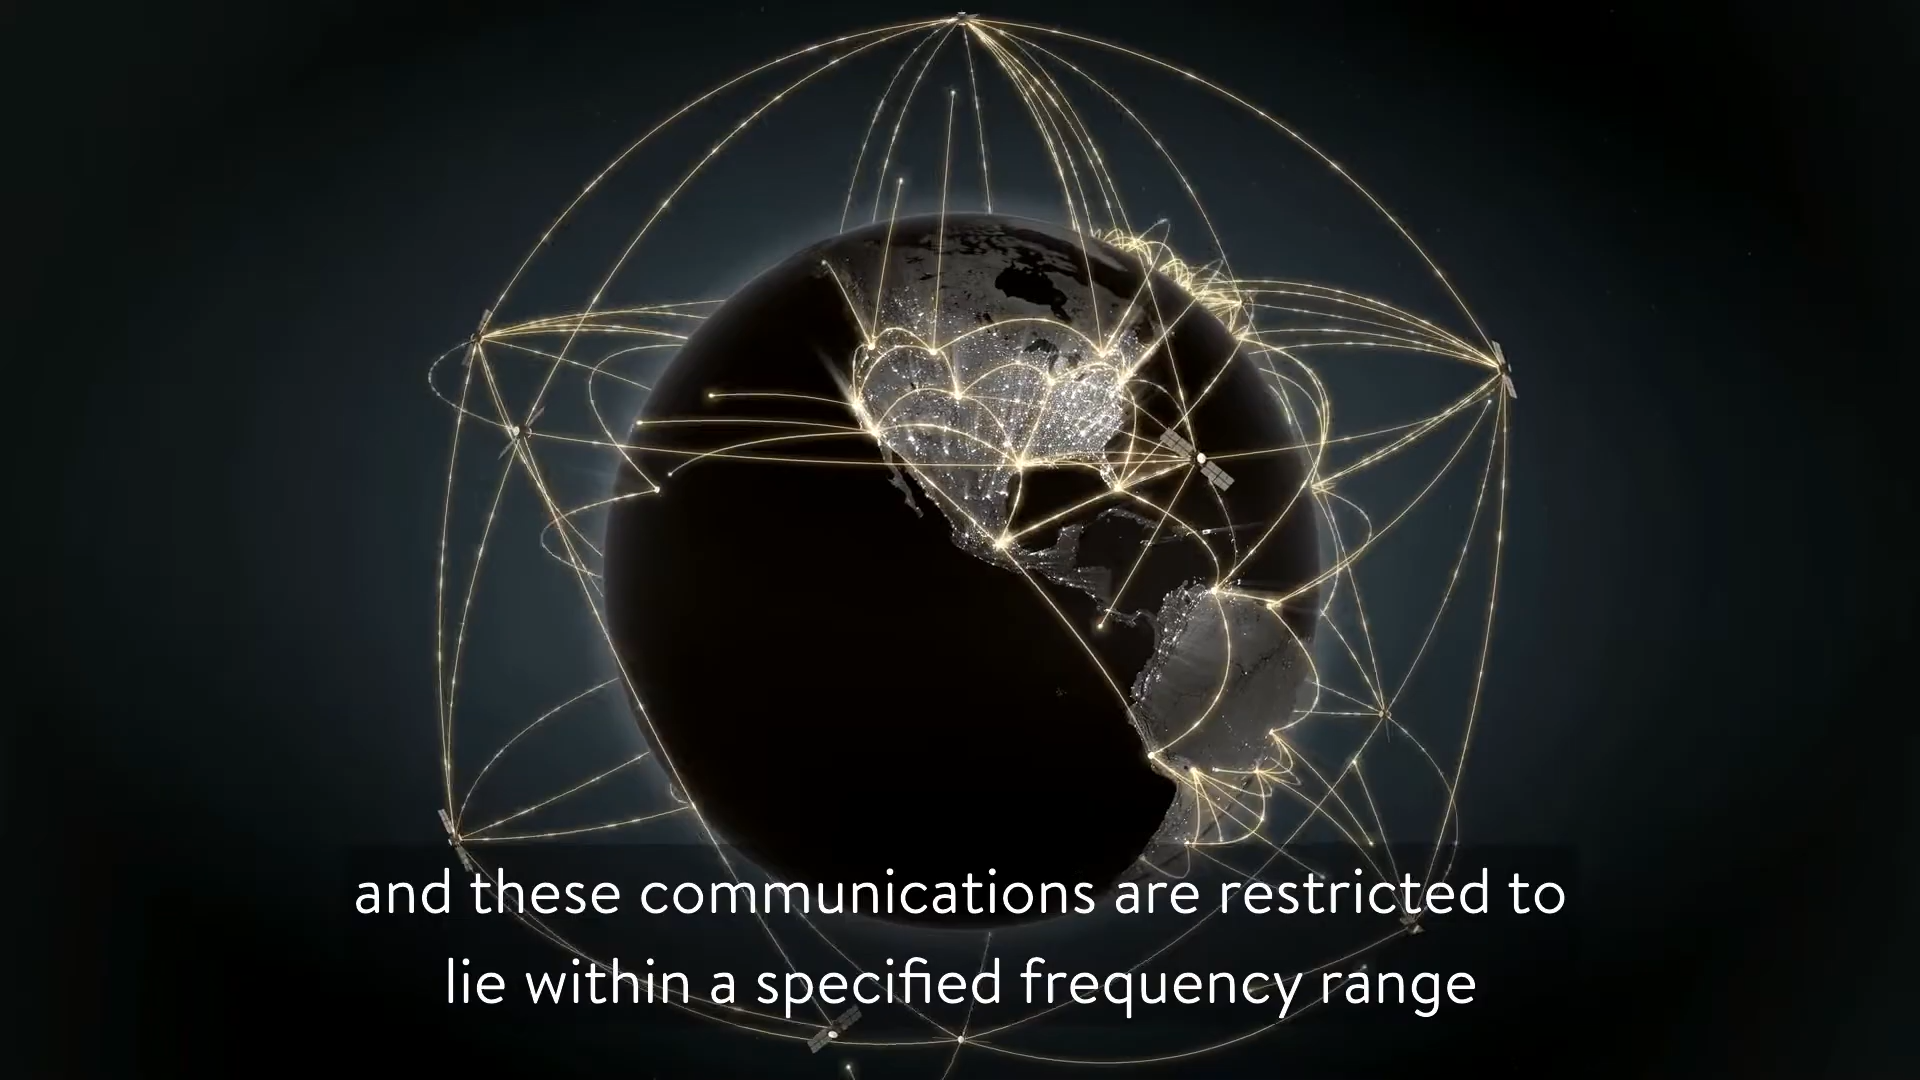 and these communications are restricted to
lie within a specified frequency range